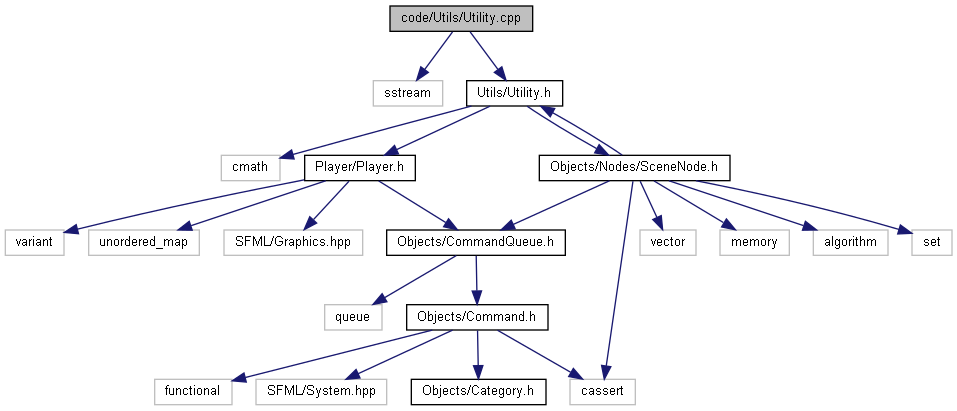 code/Utils/Utility.cpp
sstream
Utils/Utility.h
cmath
Player/Player.h
Objects/Nodes/SceneNode.h
variant
unordered_map
SFML/Graphics.hpp
Objects/CommandQueue.h
vector
memory
algorithm
set
queue
Objects/Command.h
functional
SFML/System.hpp
Objects/Category.h
cassert